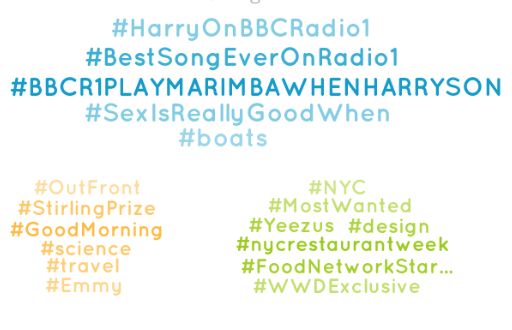 #HarryOnBBCRadio1
#BestSongEverOnRadio1
#BBCR1PLAYMARIMBAWHENHARRYSON
#SexIsReallyGoodWhen
#boats
#OutFront
#StirlingPrize
#GoodMorning
#science
#travel
#Emmy
#NYC
#MostWanted
#Yeezus #design
#nycrestaurantweek
#FoodNetworkStar...
#WWDExclusive